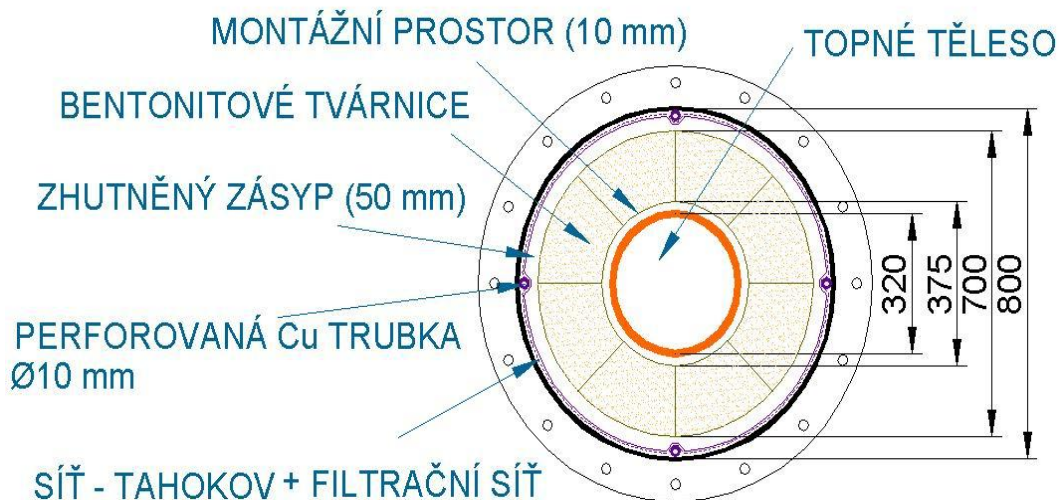 MONTÁŽNÍ PROSTOR (10 mm)
TOPNÉ TĚLESO
BENTONITOVÉ TVÁRNICE
ZHUTNĚNÝ ZÁSYP (50 mm)
PERFOROVANÁ Cu TRUBKA
Ø10 mm
SÍŤ - TAHOKOV + FILTRAČNÍ SÍŤ
320
375
700
800